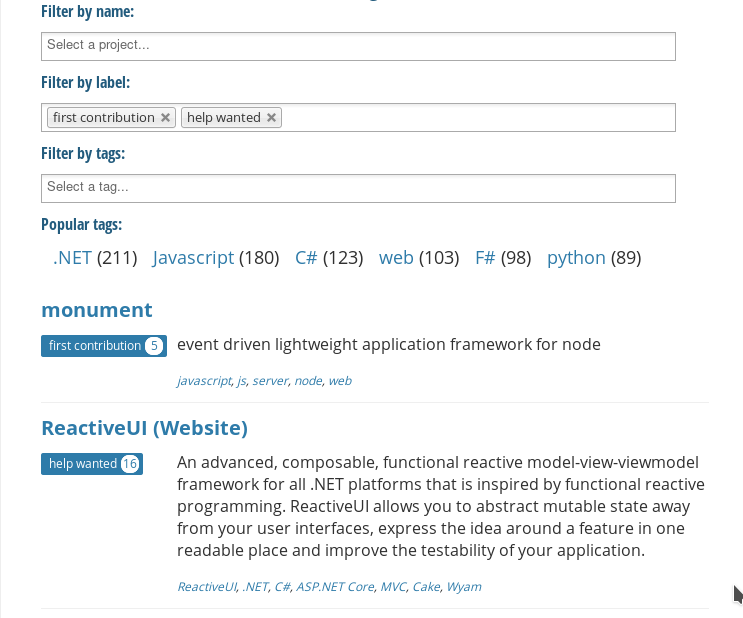 Filter by name:
Select a project...
Filter by label:
first contribution × help wanted ×
Filter by tags:
Select a tag...
Popular tags:
.NET (211) Javascript (180) C# (123) web (103) F# (98) python (89)
monument
first contribution 5 event driven lightweight application framework for node
javascript, js, server, node, web
ReactiveUI (Website)
help wanted 16 An advanced, composable, functional reactive model-view-viewmodel
framework for all .NET platforms that is inspired by functional reactive
programming. ReactiveUI allows you to abstract mutable state away
from your user interfaces, express the idea around a feature in one
readable place and improve the testability of your application.
ReactiveUI, .NET, C#, ASP.NET Core, MVC, Cake, Wyam